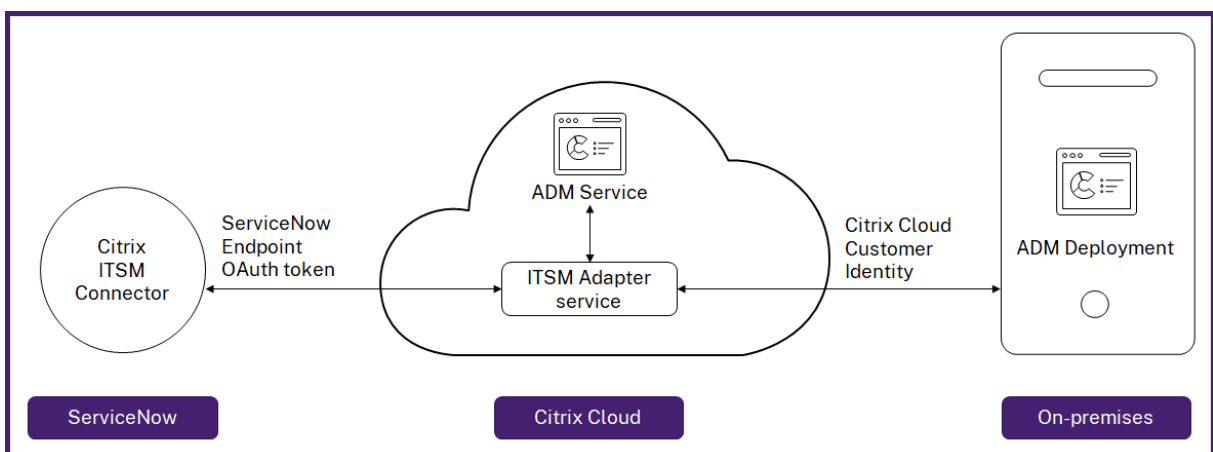 ADM Service
Citrix
ITSM
Connector
ServiceNow
Endpoint
OAuth token
ITSM Adapter
service
Citrix Cloud
Customer
Identity
ADM Deployment
ServiceNow
Citrix Cloud
On-premises